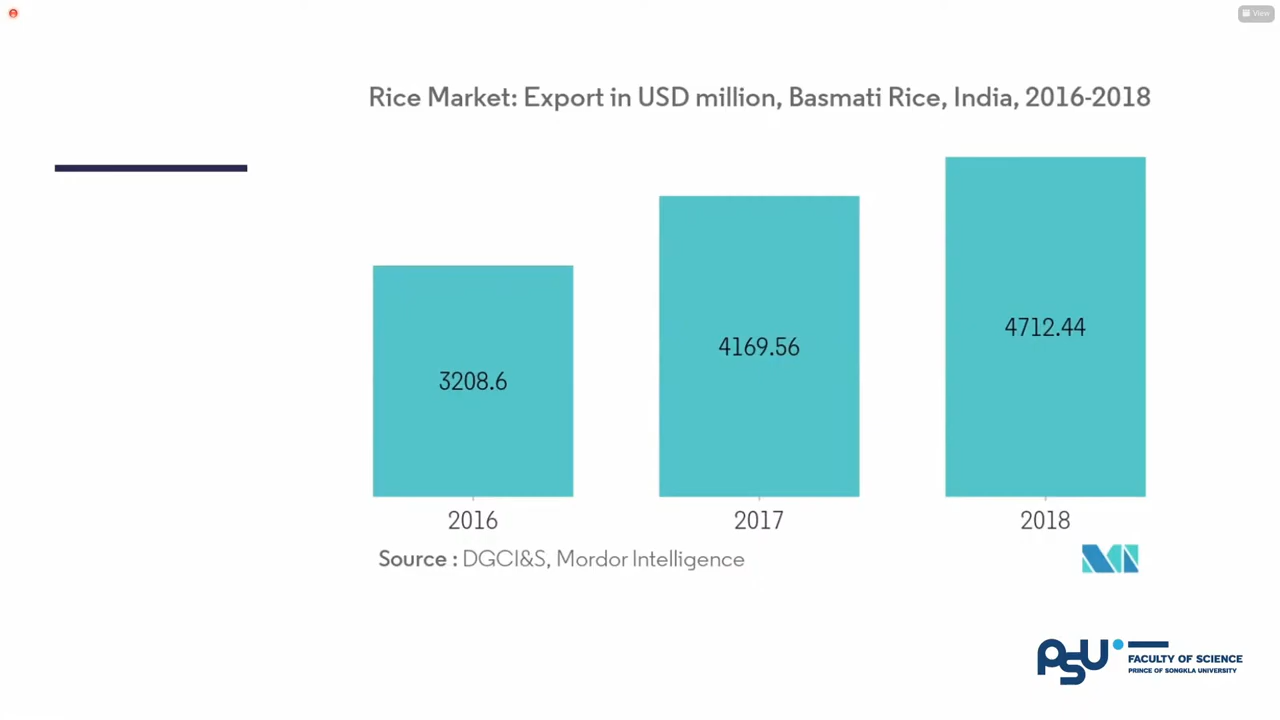 View
Rice Market: Export in USD million, Basmati Rice, India, 2016-2018
3208.6
4169.56
4712.44
2016
2017
2018
Source : DGCI&S, Mordor Intelligence
PSU
FACULTY OF SCIENCE
PRINCE OF SONGKLA UNIVERSITY